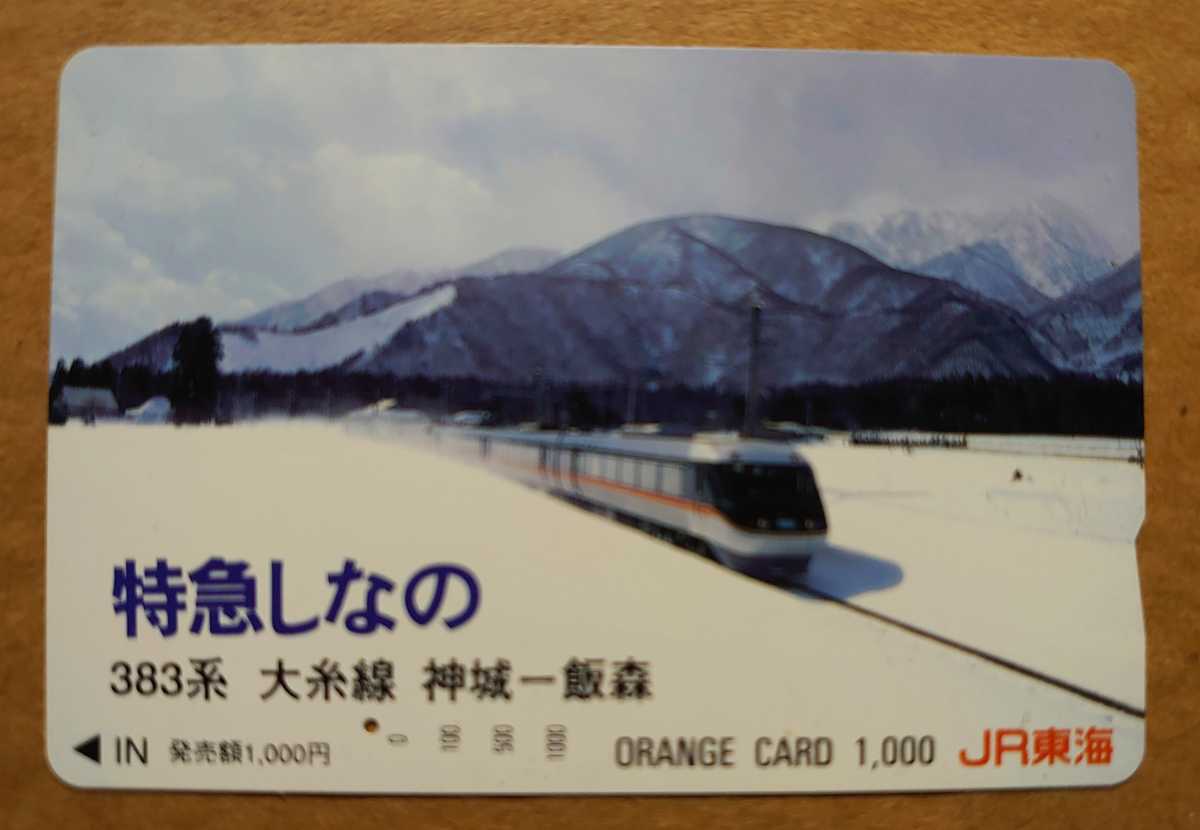 特急しなの
383系 大糸線 神城ー飯森
◀ IN 発売額1,000円 0 100 500 1000 ORANGE CARD 1,000 JR東海